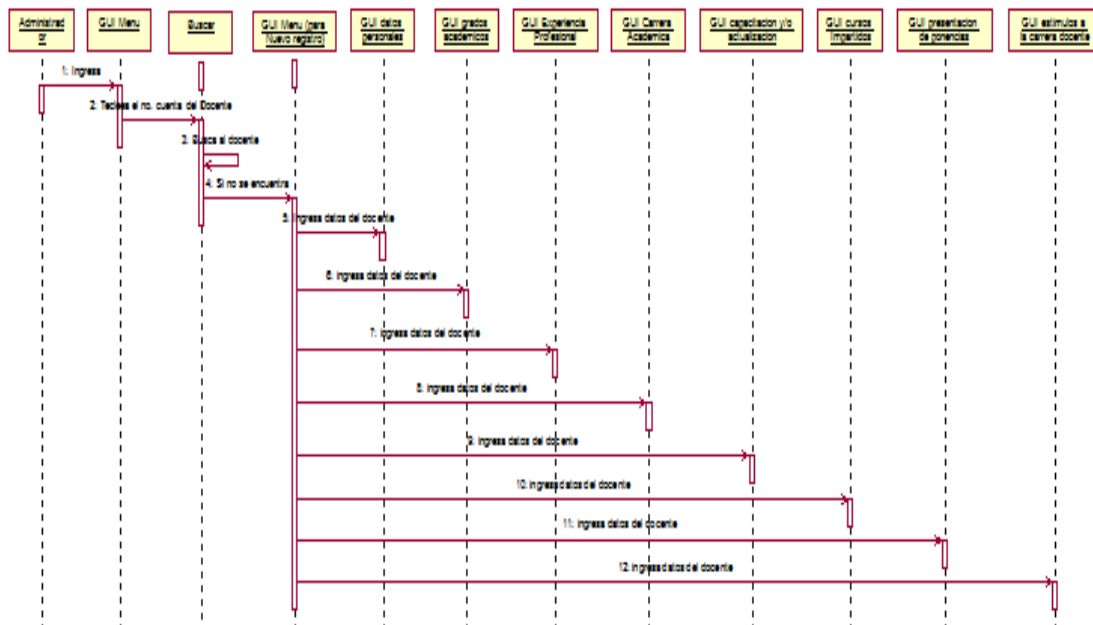 Administrad
or
GUI Menu
Buscar
GUI Menu (para
Nuevo registro)
GUI datos
personales
GUI grados
academicos
GUI Experiencia
Profesional
GUI Carrera
Academica
GUI capacitacion y/o
actualizacion
GUI cursos
Impartidos
GUI presentacion
de ponencias
GUI estimulos a
la carrera docente
1: Ingresa
2: Teclea el no. cuenta del Docente
3: Busca al docente
4: Si no se encuentra
5: Ingresa datos del docente
6: ingresa datos del docente
7: ingresa datos del docente
8: ingresa datos del docente
9: ingresa datos del docente
10: ingresa datos del docente
11: ingresa datos del docente
12: ingresa datos del docente